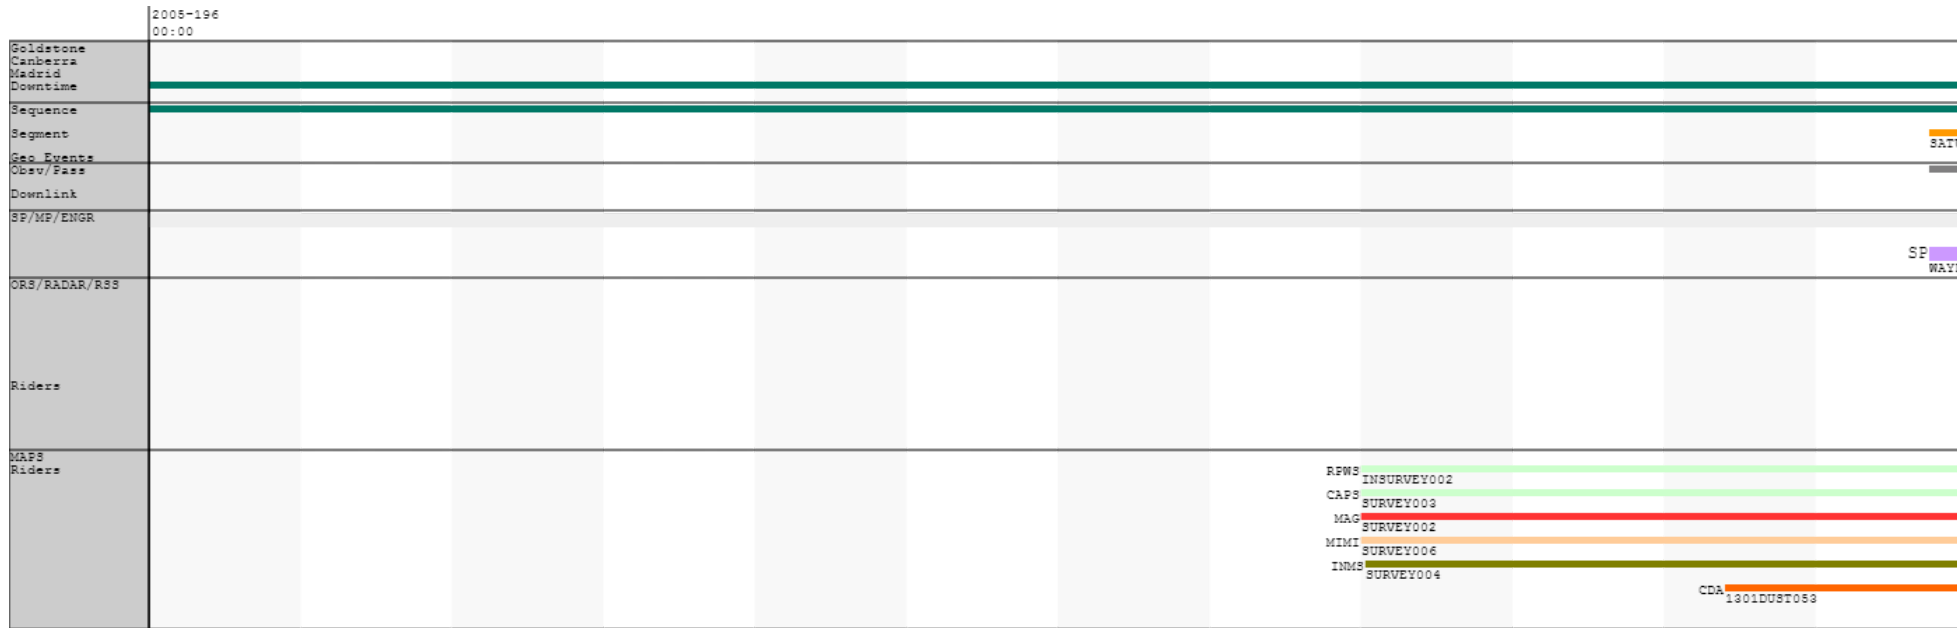 2005-196
00:00
Goldstone
Canberra
Madrid
Downtime
Sequence
Segment
SATU
Geo Events
Obsv/Pass
Downlink
SP/MP/ENGR
SP
ORS/RADAR/RSS
Riders
MAPS
Riders
RPWS
INSURVEY002
CAPS
SURVEY003
MAG
SURVEY002
MIMI
SURVEY006
INMS
SURVEY004
CDA
1301DUST053